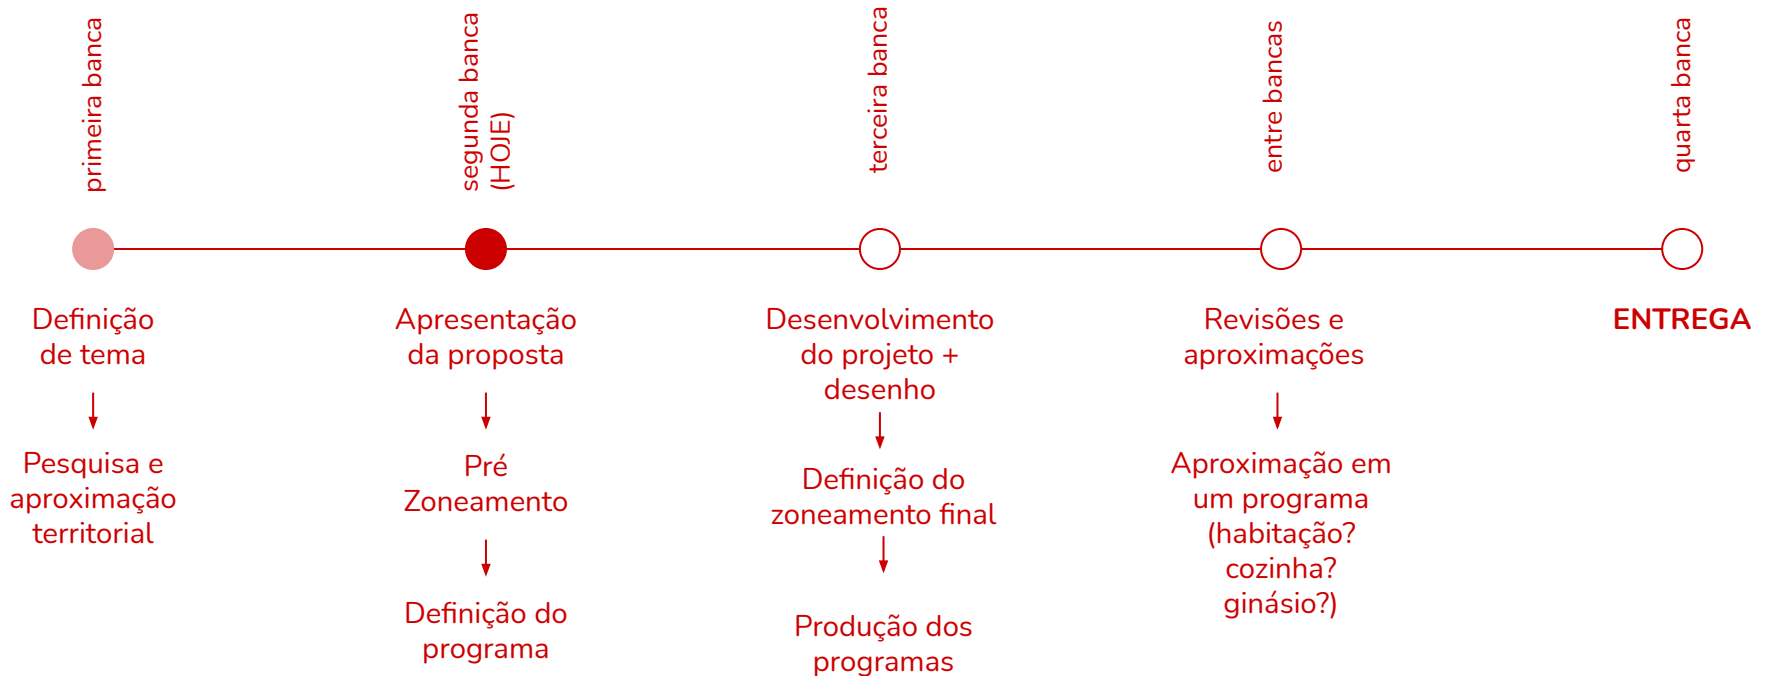 primeira banca
segunda banca
(HOJE)
terceira banca
entre bancas
quarta banca
Definição
de tema
Pesquisa e
aproximação
territorial
Apresentação
da proposta
Pré
Zoneamento
Definição do
programa
Desenvolvimento
do projeto +
desenho
Definição do
zoneamento final
Produção dos
programas
Revisões e
aproximações
Aproximação em
um programa
(habitação?
cozinha?
ginásio?)
ENTREGA